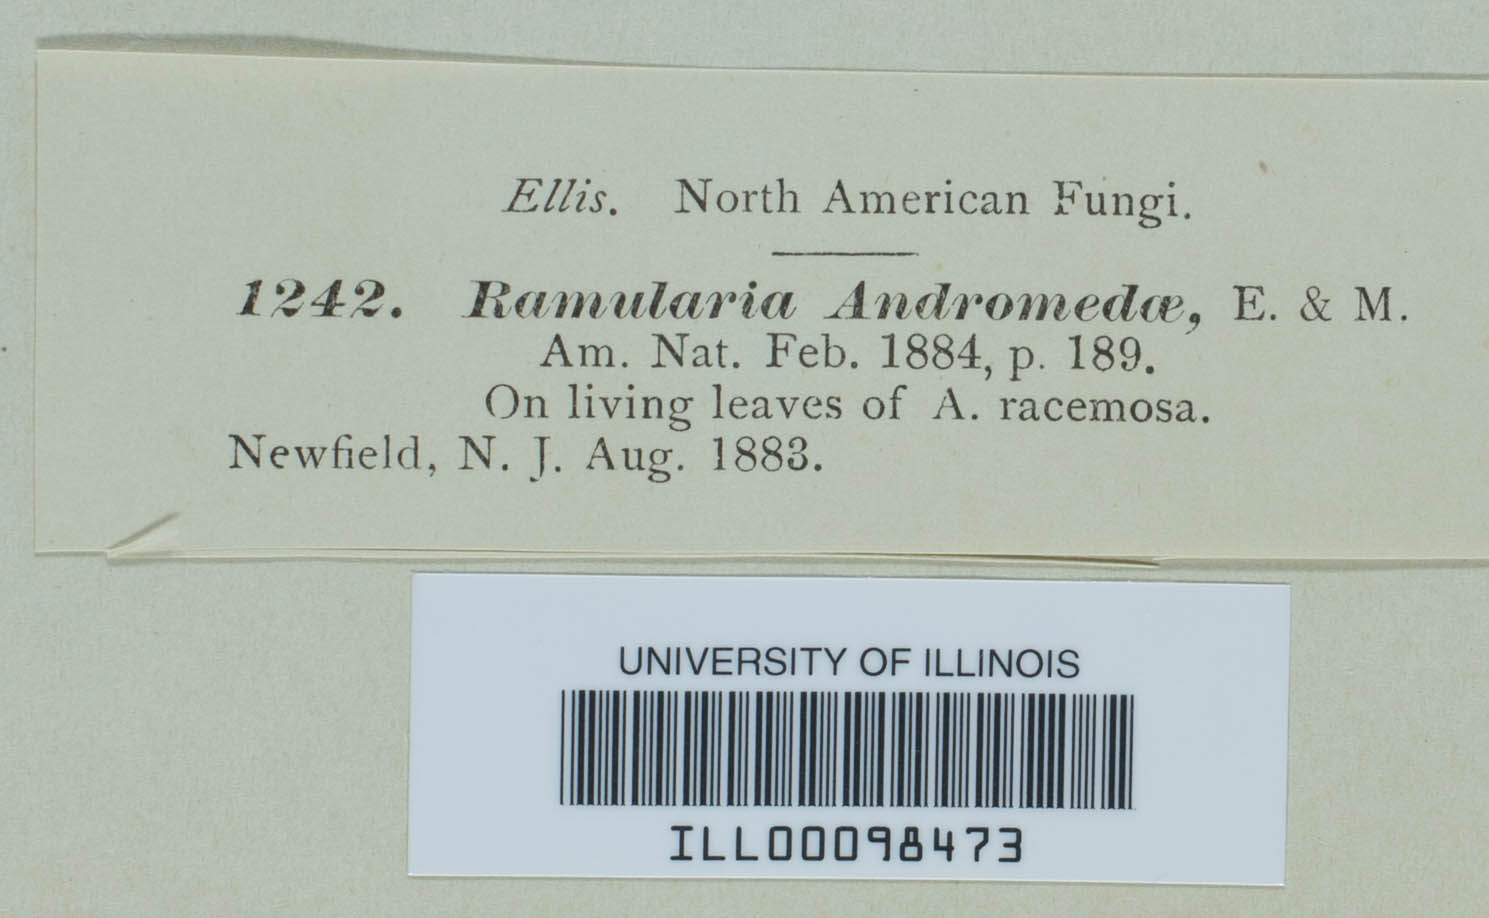 Ellis. North American Fungi.
1242. Ramularia Andromedæ, E. & M.
Am. Nat. Feb. 1884, p. 189.
On living leaves of A. racemosa.
Newfield, N. J. Aug. 1883.
UNIVERSITY OF ILLINOIS
ILL00098473